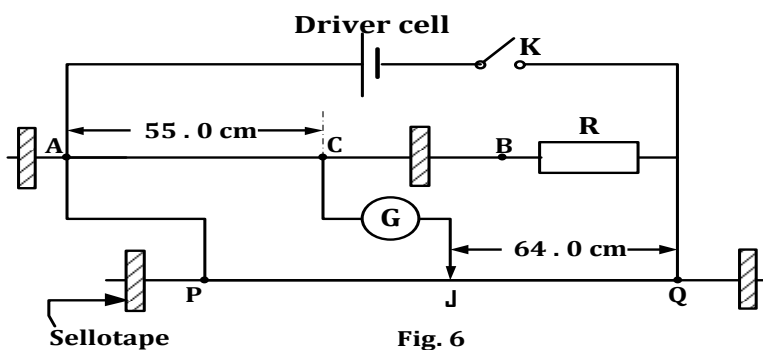 Driver cell
K
55 . 0 cm
A
C
B
R
G
64 . 0 cm
P
J
Q
Sellotape
Fig. 6